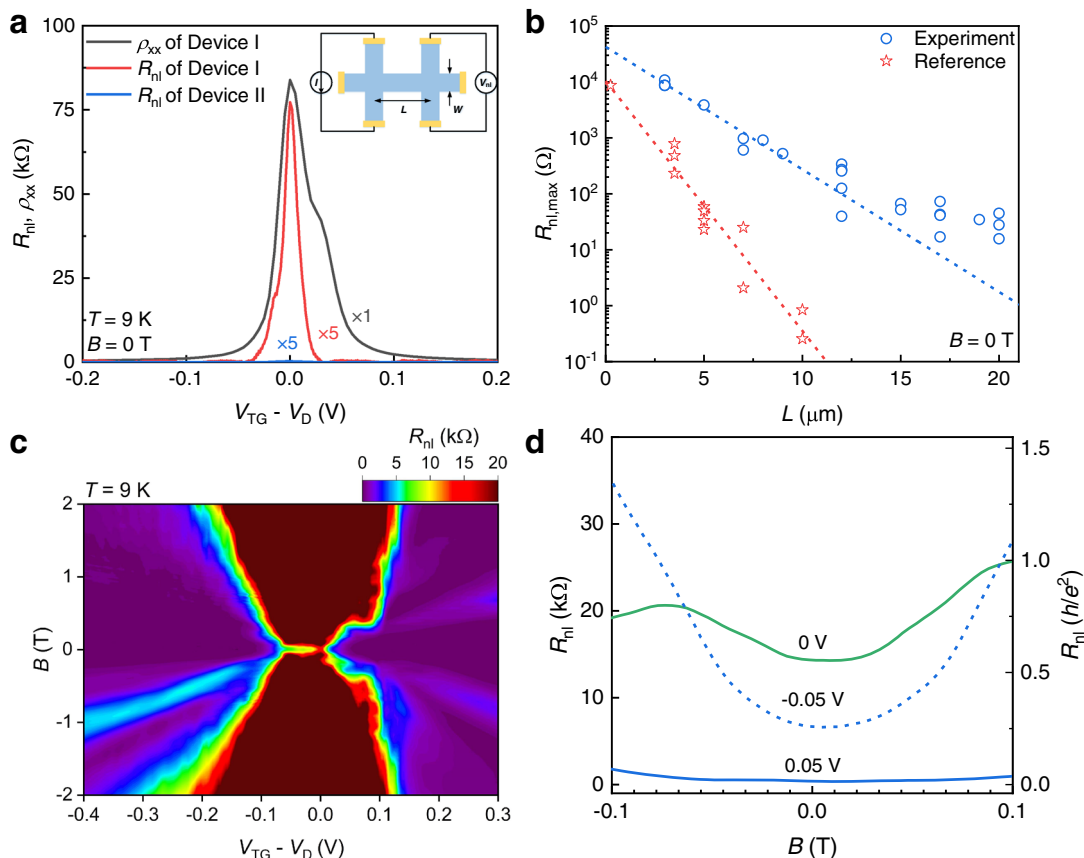 a
100
75
50
25
0
R_nl, ρ_xx (kΩ)
ρ_xx of Device I
R_nl of Device I
R_nl of Device II
I
V_nl
L
W
×1
×5
×5
T = 9 K
B = 0 T
-0.2 -0.1 0.0 0.1 0.2
V_TG - V_D (V)
b
10^5
10^4
10^3
10^2
10^1
10^0
10^-1
R_nl,max (Ω)
Experiment
Reference
B = 0 T
0 5 10 15 20
L (μm)
c
R_nl (kΩ)
0 5 10 15 20
T = 9 K
2
1
0
-1
-2
B (T)
-0.4 -0.3 -0.2 -0.1 0.0 0.1 0.2 0.3
V_TG - V_D (V)
d
40
30
20
10
0
R_nl (kΩ)
0 V
-0.05 V
0.05 V
1.5
1.0
0.5
0.0
R_nl (h/e^2)
-0.1 0.0 0.1
B (T)